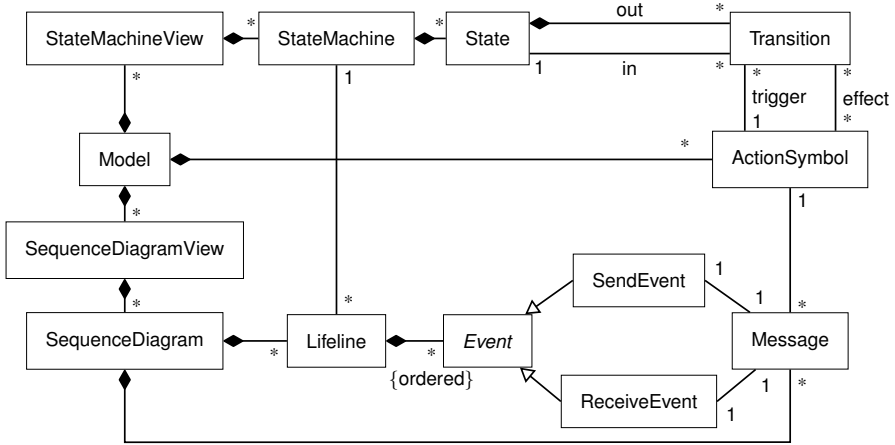 out
* * * *
StateMachineView StateMachine State Transition
* 1 1 in * * *
trigger effect
1 *
Model * ActionSymbol
* 1
SequenceDiagramView
1 SendEvent
* * * 1 *
SequenceDiagram Lifeline Event Message
* * 1 *
{ordered}
ReceiveEvent 1